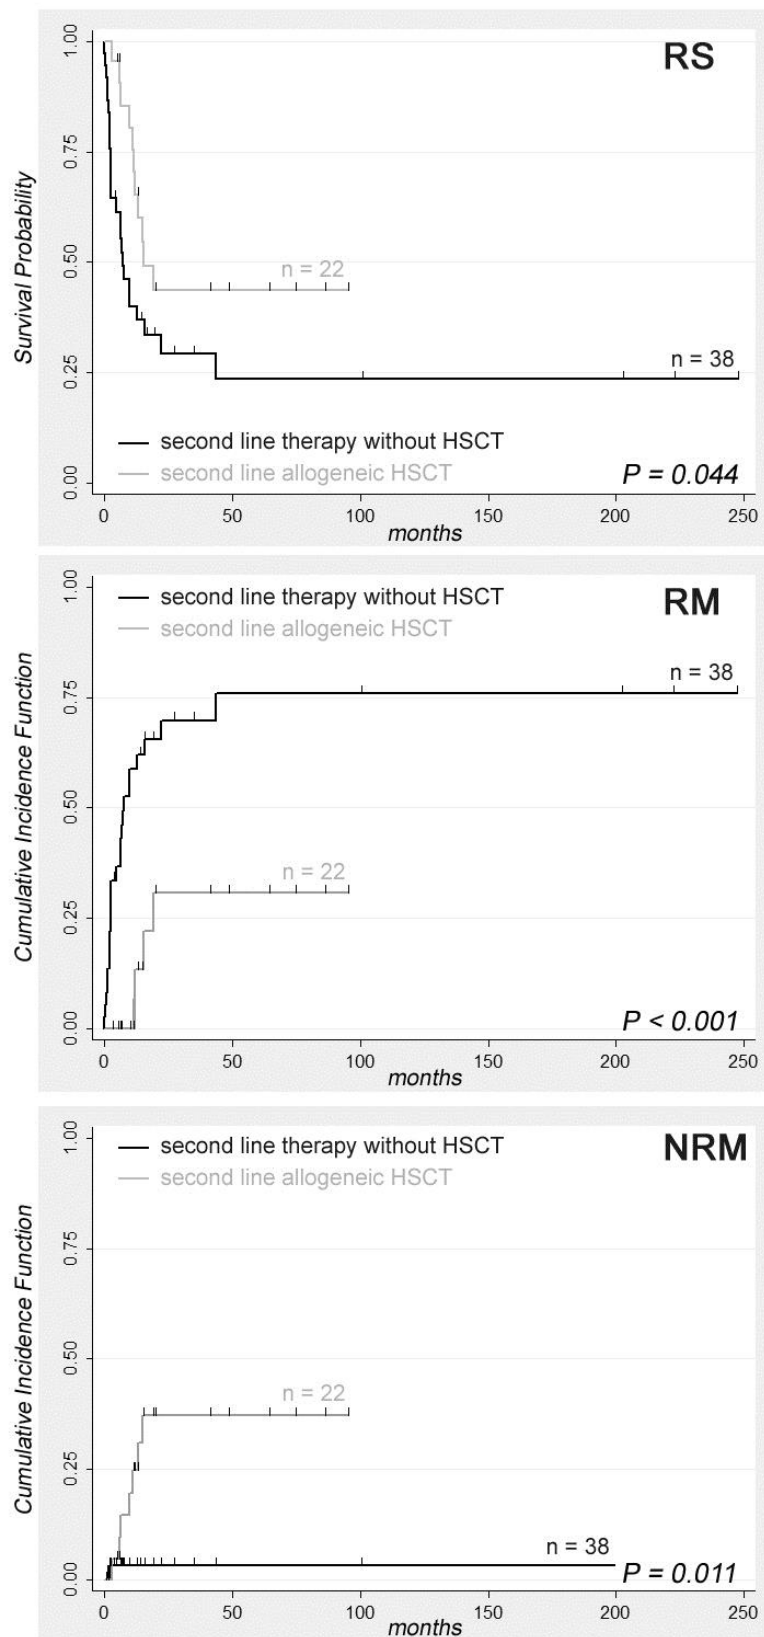 RS
Survival Probability
1.00
0.75
0.50
0.25
0.00
n = 22
n = 38
second line therapy without HSCT
second line allogeneic HSCT
P = 0.044
0 50 100 150 200 250
months
RM
Cumulative Incidence Function
1.00
0.75
0.50
0.25
0.00
second line therapy without HSCT
second line allogeneic HSCT
n = 38
n = 22
P < 0.001
0 50 100 150 200 250
months
NRM
Cumulative Incidence Function
1.00
0.75
0.50
0.25
0.00
second line therapy without HSCT
second line allogeneic HSCT
n = 22
n = 38
P = 0.011
0 50 100 150 200 250
months